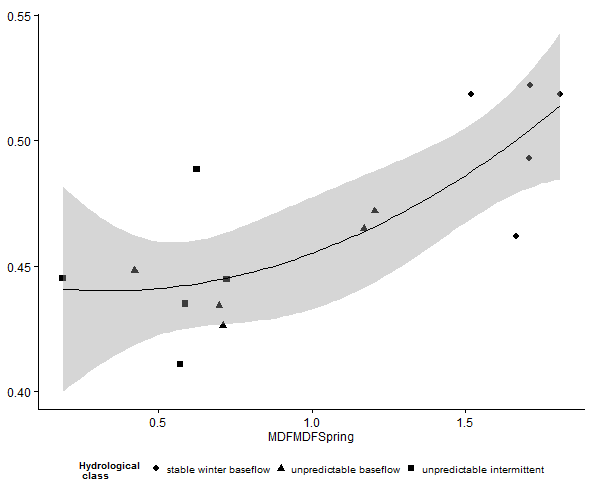 0.55
0.50
0.45
0.40
0.5 1.0 1.5
MDFMDFSpring
Hydrological
class
stable winter baseflow unpredictable baseflow unpredictable intermittent